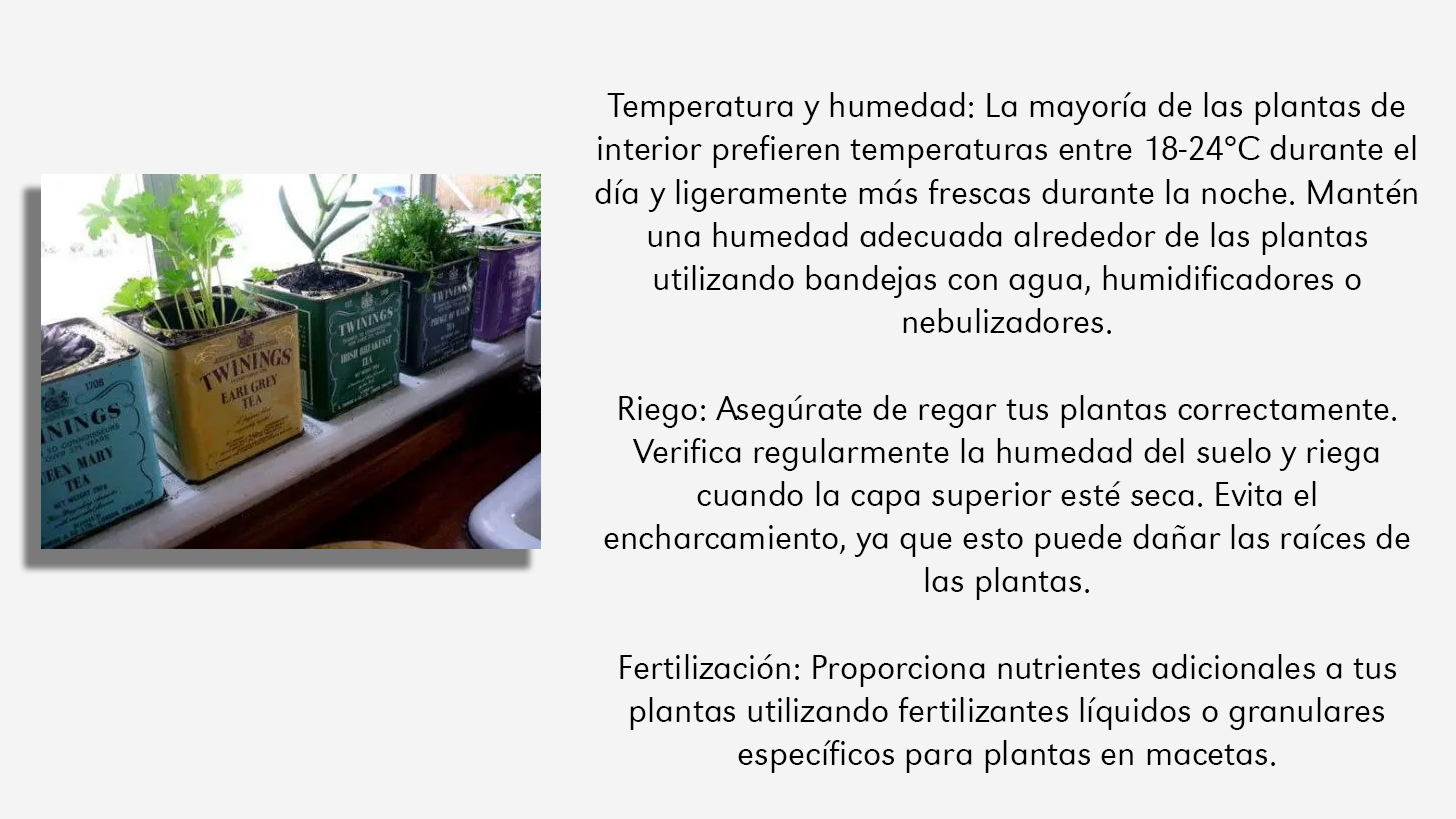 Temperatura y humedad: La mayoría de las plantas de
interior prefieren temperaturas entre 18-24°C durante el
día y ligeramente más frescas durante la noche. Mantén
una humedad adecuada alrededor de las plantas
utilizando bandejas con agua, humidificadores o
nebulizadores.
Riego: Asegúrate de regar tus plantas correctamente.
Verifica regularmente la humedad del suelo y riega
cuando la capa superior esté seca. Evita el
encharcamiento, ya que esto puede dañar las raíces de
las plantas.
Fertilización: Proporciona nutrientes adicionales a tus
plantas utilizando fertilizantes líquidos o granulares
específicos para plantas en macetas.
1706
NINGS
TO CONNOISSEURS
OVER 275 YEARS
EEN MARY
TEA
TWININGS
EARL GREY
TEA
TWININGS
IRISH BREAKFAST
TEA
TWININGS
PRINCE OF WALES
TEA